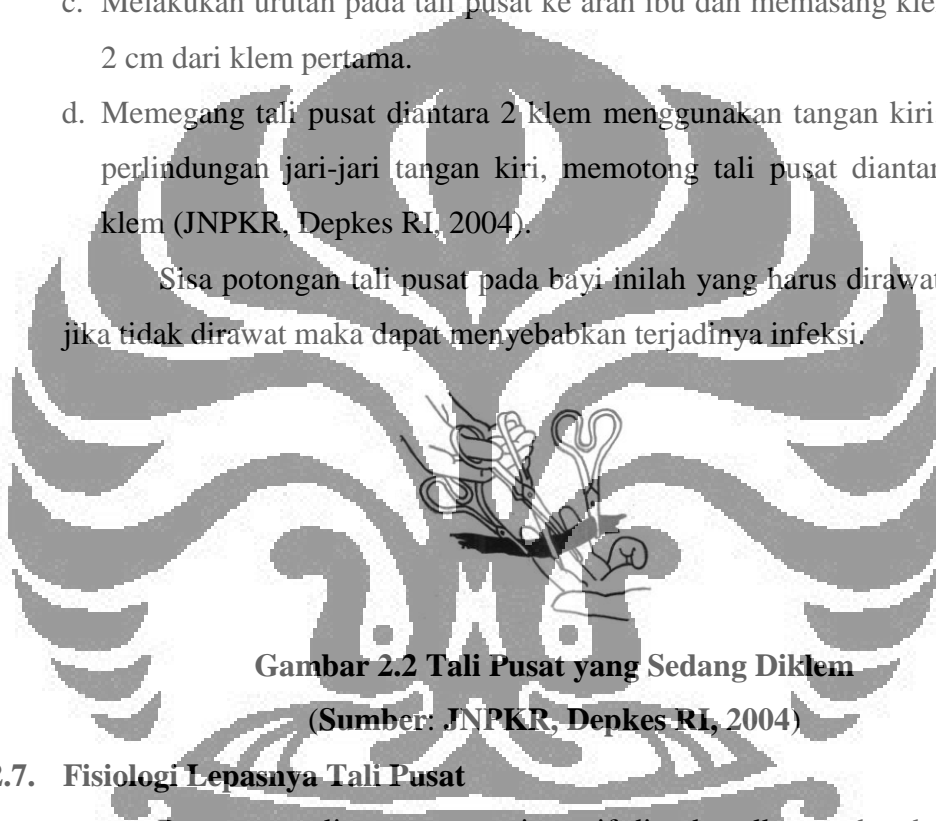 c. Melakukan urutan pada tali pusat ke arah ibu dan memasang
2 cm dari klem pertama.
d. Memegang tali pusat diantara 2 klem menggunakan tangan kiri
perlindungan jari-jari tangan kiri, memotong tali pusat
klem (JNPKR, Depkes RI, 2004).
Sisa potongan tali pusat pada bayi inilah yang harus dirawat
jika tidak dirawat maka dapat menyebabkan terjadinya infeksi.
Gambar 2.2 Tali Pusat yang Sedang Diklem
(Sumber: JNPKR, Depkes RI, 2004)
2.7. Fisiologi Lepasnya Tali Pusat